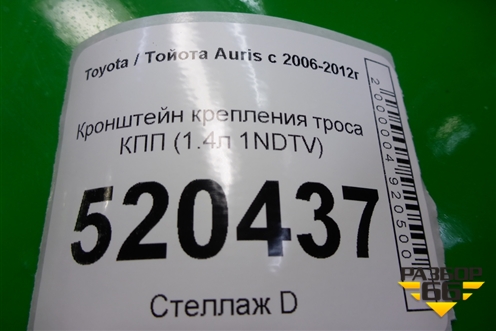 Toyota / Тойота Auris с 2006-2012г
Кронштейн крепления троса
КПП (1.4л 1NDTV)
520437
Стеллаж D
2000004920500
РАЗБОР
66